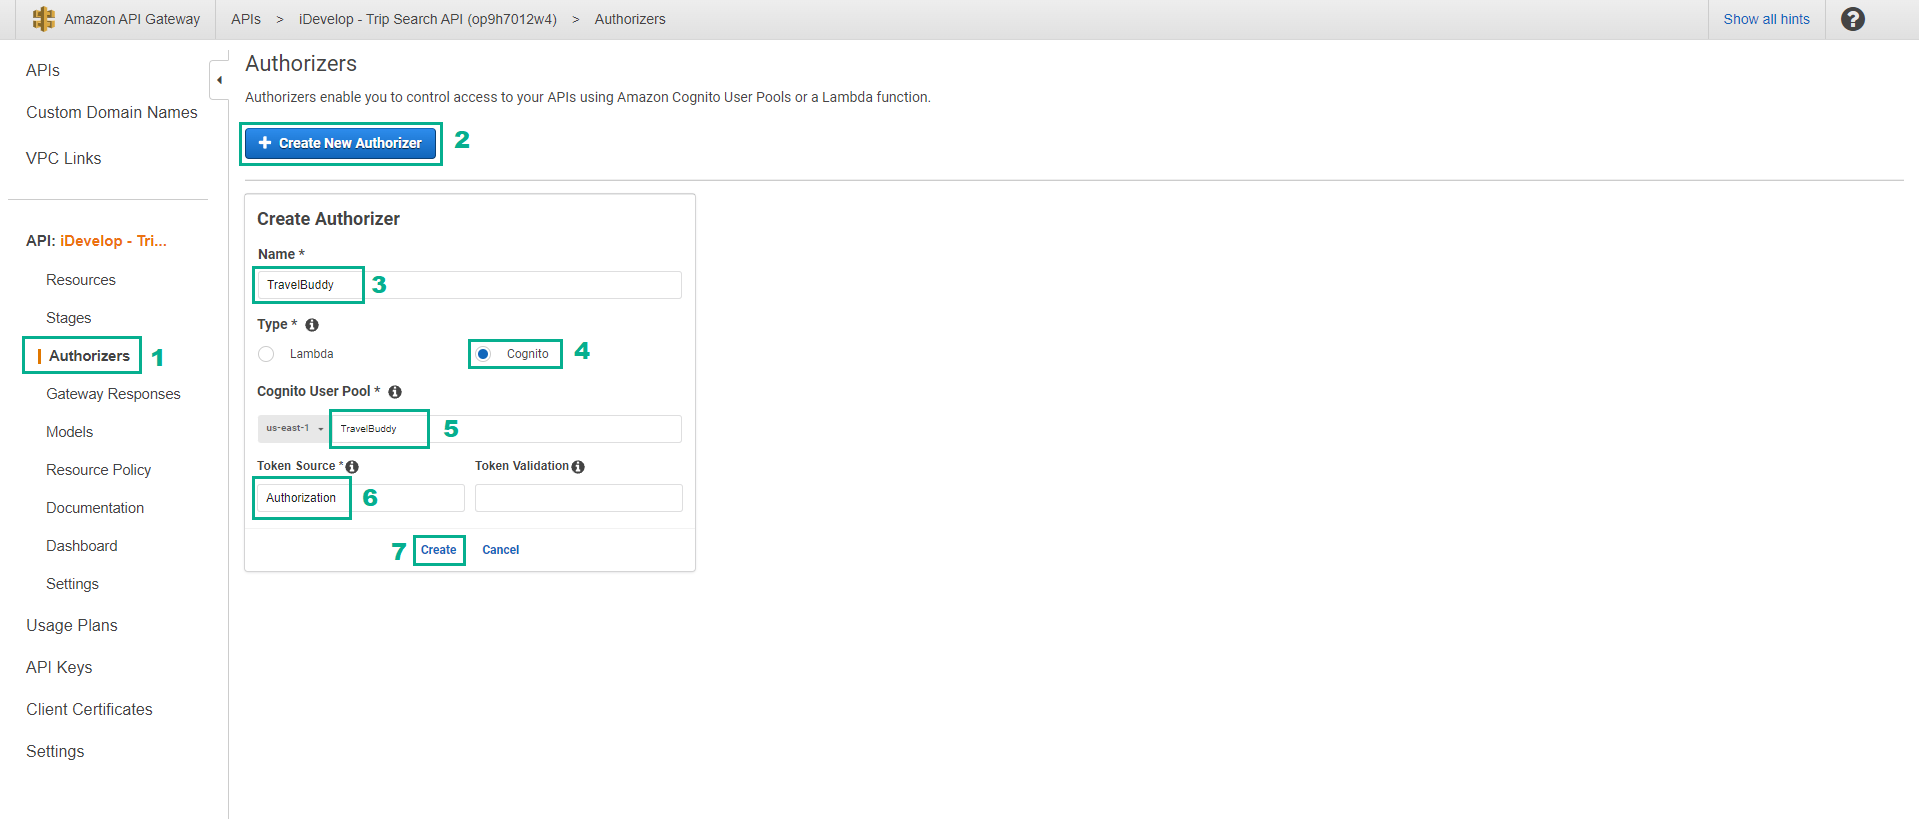 Amazon API Gateway
APIs > iDevelop - Trip Search API (op9h7012w4) > Authorizers
Show all hints
?
APIs
Custom Domain Names
VPC Links
API: iDevelop - Tri...
Resources
Stages
Authorizers 1
Gateway Responses
Models
Resource Policy
Documentation
Dashboard
Settings
Usage Plans
API Keys
Client Certificates
Settings
Authorizers
Authorizers enable you to control access to your APIs using Amazon Cognito User Pools or a Lambda function.
+ Create New Authorizer 2
Create Authorizer
Name *
TravelBuddy 3
Type *
Lambda Cognito 4
Cognito User Pool *
us-east-1 TravelBuddy 5
Token Source * Token Validation
Authorization 6
7 Create Cancel